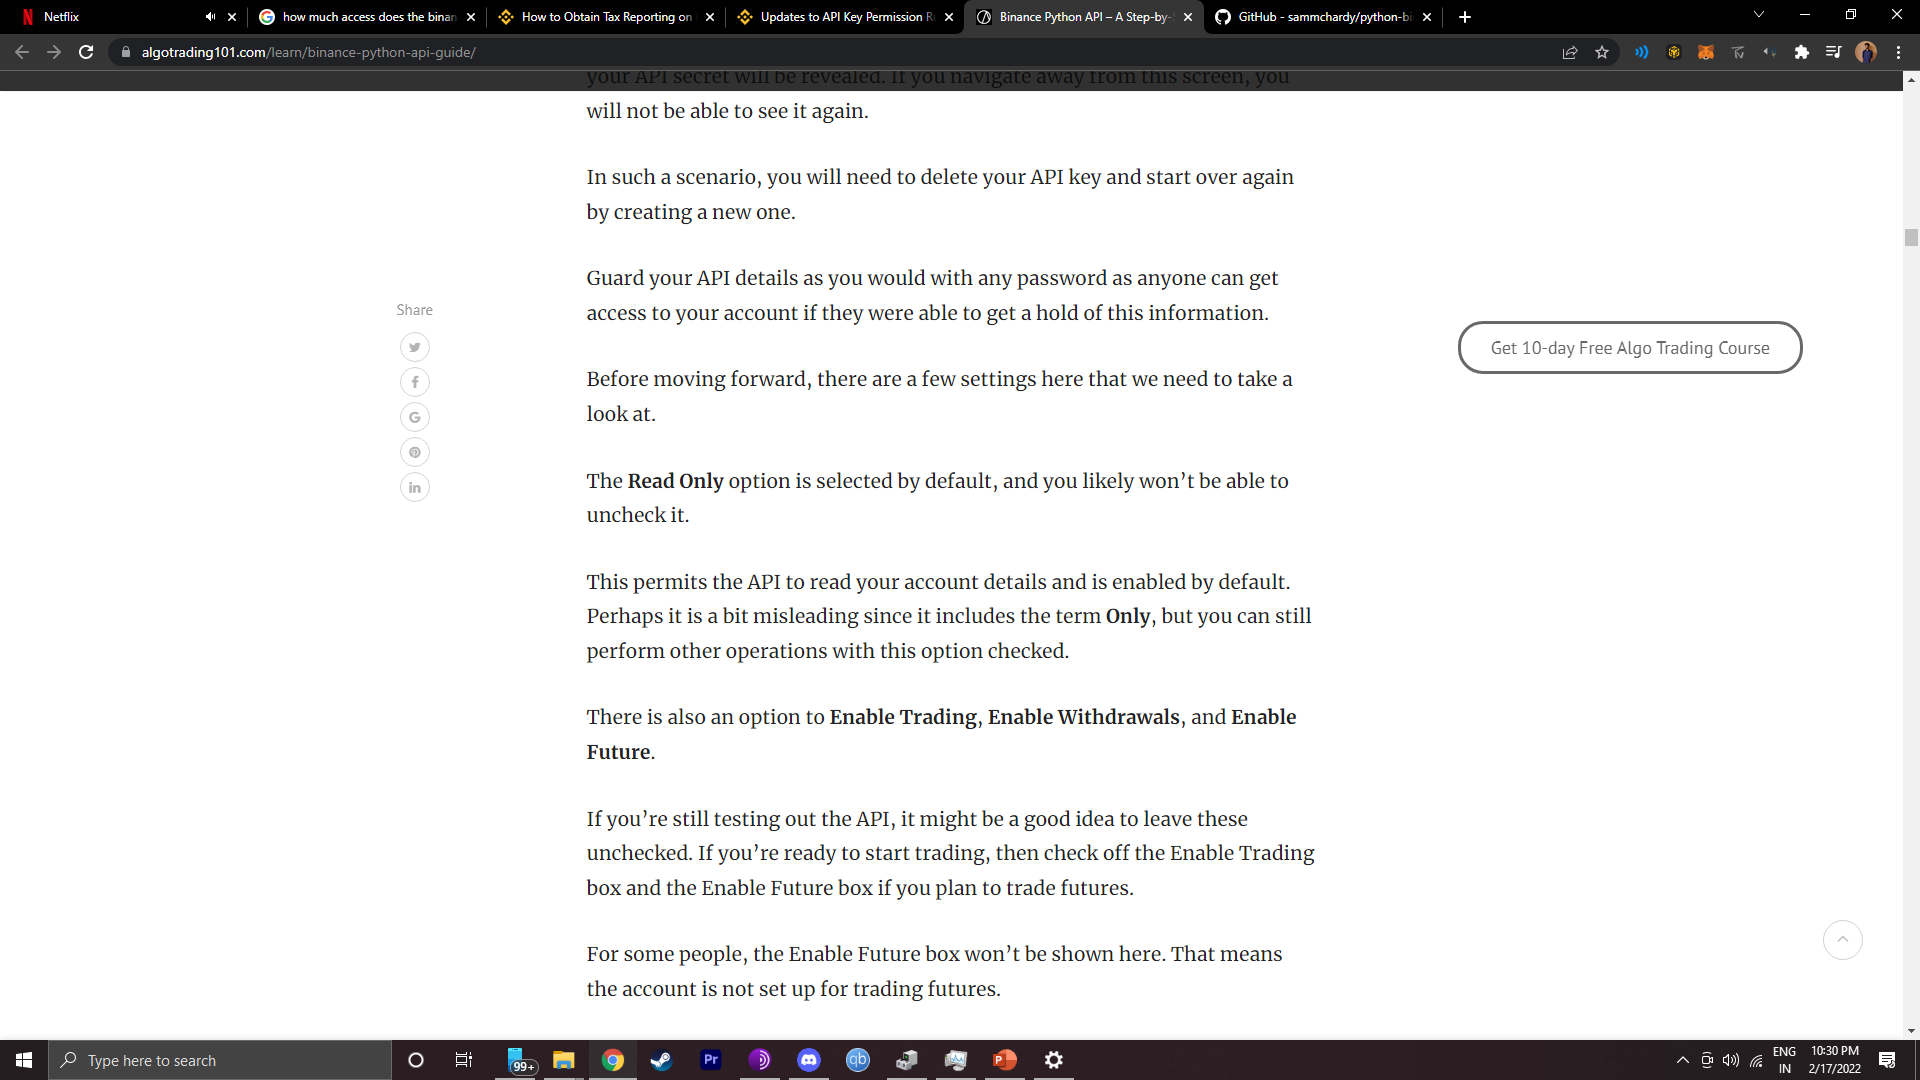 Netflix
how much access does the binan
How to Obtain Tax Reporting on
Updates to API Key Permission R
Binance Python API – A Step-by-
GitHub - sammchardy/python-bi
algotrading101.com/learn/binance-python-api-guide/
your API secret will be revealed. If you navigate away from this screen, you
will not be able to see it again.
In such a scenario, you will need to delete your API key and start over again
by creating a new one.
Guard your API details as you would with any password as anyone can get
access to your account if they were able to get a hold of this information.
Share
Get 10-day Free Algo Trading Course
Before moving forward, there are a few settings here that we need to take a
look at.
The Read Only option is selected by default, and you likely won’t be able to
uncheck it.
This permits the API to read your account details and is enabled by default.
Perhaps it is a bit misleading since it includes the term Only, but you can still
perform other operations with this option checked.
There is also an option to Enable Trading, Enable Withdrawals, and Enable
Future.
If you’re still testing out the API, it might be a good idea to leave these
unchecked. If you’re ready to start trading, then check off the Enable Trading
box and the Enable Future box if you plan to trade futures.
For some people, the Enable Future box won’t be shown here. That means
the account is not set up for trading futures.
Type here to search
99+
Pr
qb
P
ENG
IN
10:30 PM
2/17/2022